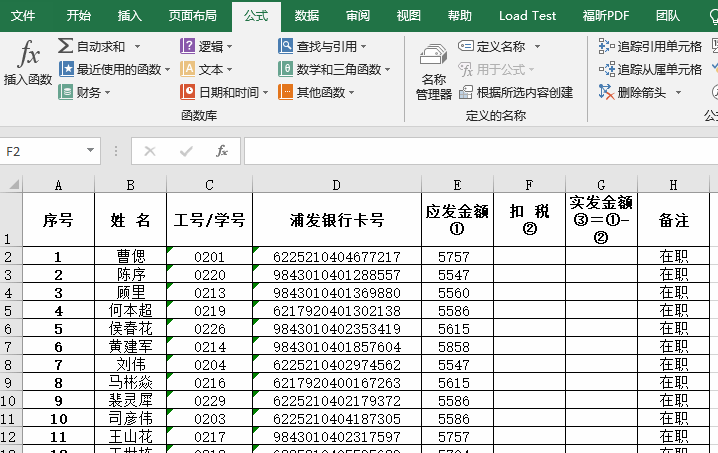 文件 开始 插入 页面布局 公式 数据 审阅 视图 帮助 Load Test 福昕PDF 团队
fx 插入函数
Σ 自动求和
最近使用的函数
财务
? 逻辑
A 文本
日期和时间
查找与引用
θ 数学和三角函数
其他函数
函数库
名称
管理器
定义名称
用于公式
根据所选内容创建
定义的名称
追踪引用单元格
追踪从属单元格
删除箭头
F2 fx
A B C D E F G H
1 序号 姓 名 工号/学号 浦发银行卡号 应发金额① 扣 税② 实发金额③=①-② 备注
2 1 曹偲 0201 6225210404677217 5757 在职
3 2 陈序 0220 9843010401288557 5547 在职
4 3 顾里 0213 9843010401369880 5560 在职
5 4 何本超 0219 6217920401302138 5586 在职
6 5 侯春花 0226 9843010402353419 5615 在职
7 6 黄建军 0214 9843010401857604 5858 在职
8 7 刘伟 0204 6225210402974562 5547 在职
9 8 马彬焱 0216 6217920400167263 5615 在职
10 9 裴灵犀 0229 6225210402179372 5586 在职
11 10 司彦伟 0203 6225210404187305 5586 在职
12 11 王山花 0217 9843010402317597 5757 在职